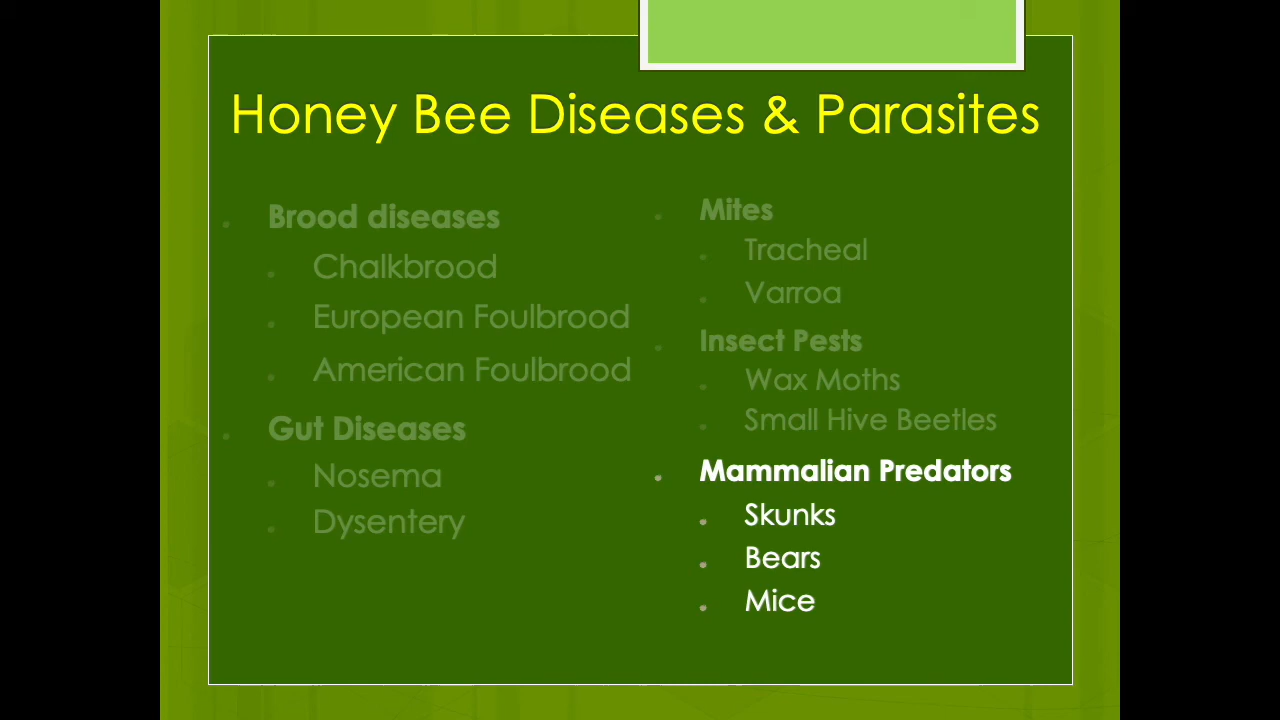 Honey Bee Diseases & Parasites
Brood diseases
Chalkbrood
European Foulbrood
American Foulbrood
Gut Diseases
Nosema
Dysentery
Mites
Tracheal
Varroa
Insect Pests
Wax Moths
Small Hive Beetles
Mammalian Predators
Skunks
Bears
Mice